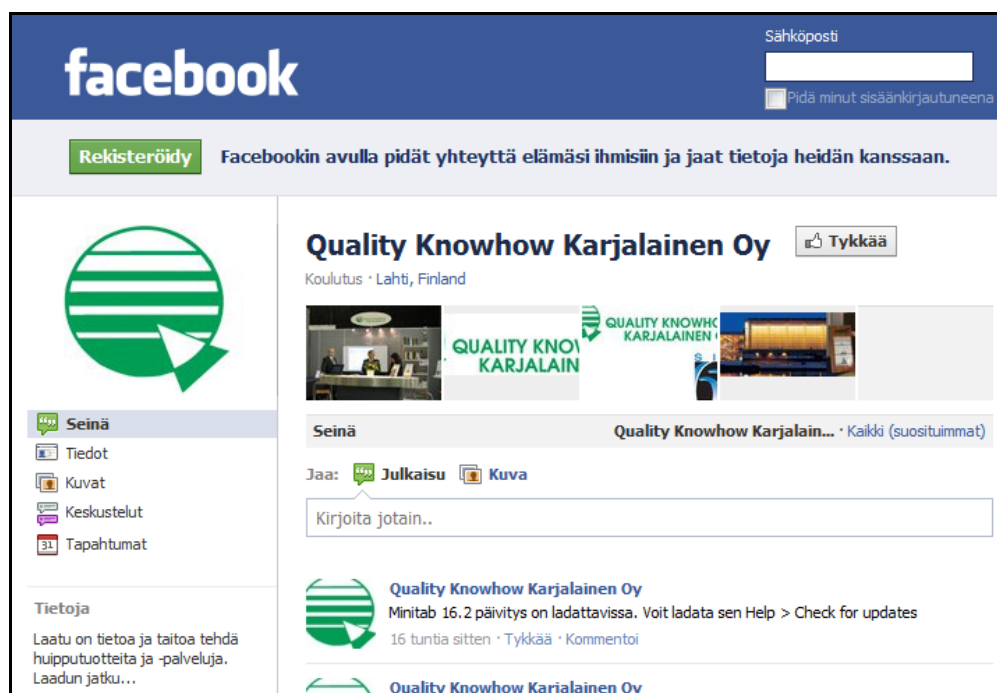 facebook
Sähköposti
Pidä minut sisäänkirjautuneena
Rekisteröidy
Facebookin avulla pidät yhteyttä elämäsi ihmisiin ja jaat tietoja heidän kanssaan.
Quality Knowhow Karjalainen Oy
Tykkää
Koulutus · Lahti, Finland
QUALITY KNOW
KARJALAIN
QUALITY KNOWHO
KARJALAINEN
S I
6
Seinä
Tiedot
Kuvat
Keskustelut
31 Tapahtumat
Tietoja
Laatu on tietoa ja taitoa tehdä
huipputuotteita ja -palveluja.
Laadun jatku...
Seinä
Quality Knowhow Karjalain... · Kaikki (suosituimmat)
Jaa: Julkaisu Kuva
Kirjoita jotain..
Quality Knowhow Karjalainen Oy
Minitab 16.2 päivitys on ladattavissa. Voit ladata sen Help > Check for updates
16 tuntia sitten · Tykkää · Kommentoi
Quality Knowhow Karjalainen Oy